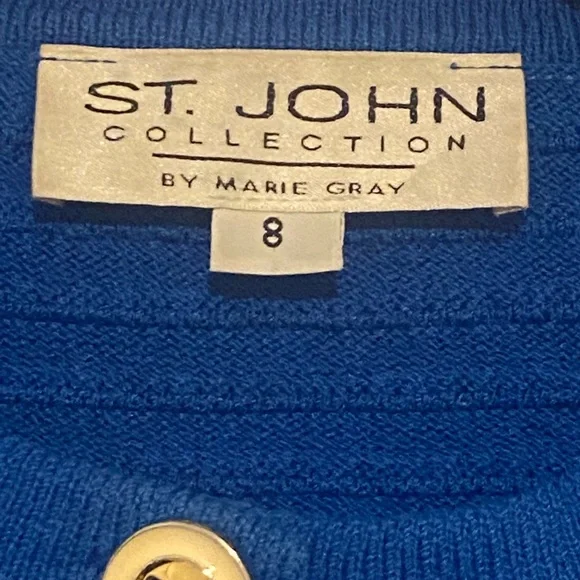 ST. JOHN
COLLECTION
BY MARIE GRAY
8